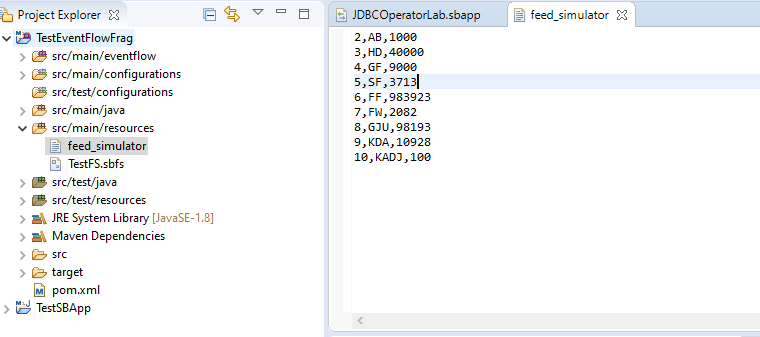 Project Explorer
TestEventFlowFrag
src/main/eventflow
src/main/configurations
src/test/configurations
src/main/java
src/main/resources
feed_simulator
TestFS.sbfs
src/test/java
src/test/resources
JRE System Library [JavaSE-1.8]
Maven Dependencies
src
target
pom.xml
TestSBApp
JDBCOperatorLab.sbapp
feed_simulator
2,AB,1000
3,HD,40000
4,GF,9000
5,SF,3713
6,FF,983923
7,FW,2082
8,GJU,98193
9,KDA,10928
10,KADJ,100